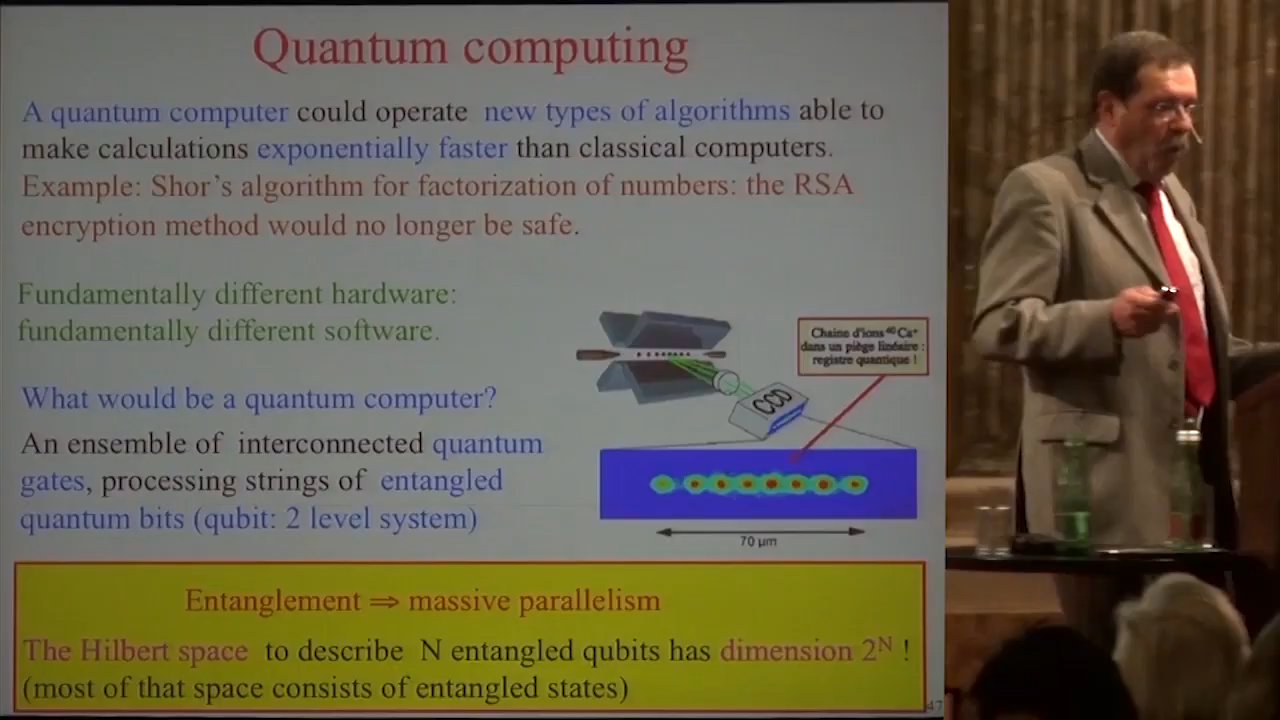 Quantum computing
A quantum computer could operate new types of algorithms able to
make calculations exponentially faster than classical computers.
Example: Shor's algorithm for factorization of numbers: the RSA
encryption method would no longer be safe.
Fundamentally different hardware:
fundamentally different software.
Chaine d'ions ⁴⁰Ca⁺
dans un piège linéaire :
registre quantique !
CCD
What would be a quantum computer?
An ensemble of interconnected quantum
gates, processing strings of entangled
quantum bits (qubit: 2 level system)
70 µm
Entanglement ⇒ massive parallelism
The Hilbert space to describe N entangled qubits has dimension 2ᴺ !
(most of that space consists of entangled states)
47